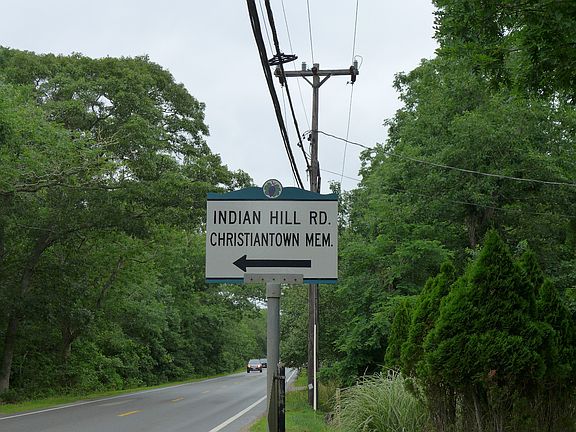 INDIAN HILL RD.
CHRISTIANTOWN MEM.